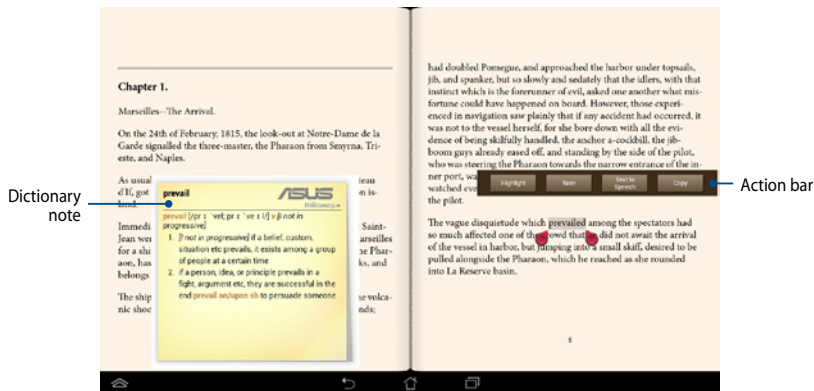 Chapter 1.
Marseilles--The Arrival.
On the 24th of February, 1815, the look-out at Notre-Dame de la
Garde signalled the three-master, the Pharaon from Smyrna, Tri-
este, and Naples.
As usual
teau
d'If, got
on is-
land.
Immedi
Saint-
Jean wer
arseilles
for a shi
e Phar-
aon, has
ks, and
belongs
The ship
e volca-
nic shoc
nds;
Dictionary
note
prevail
ASUS
progressive]
1. [not in progressive] if a belief, custom,
situation etc prevails, it exists among a group
of people at a certain time
2. if a person, idea, or principle prevails in a
fight, argument etc, they are successful in the
end prevail on/upon sb to persuade someone
had doubled Pomegue, and approached the harbor under topsails,
jib, and spanker, but so slowly and sedately that the idlers, with that
instinct which is the forerunner of evil, asked one another what mis-
fortune could have happened on board. However, those experi-
enced in navigation saw plainly that if any accident had occurred, it
was not to the vessel herself, for she bore down with all the evi-
dence of being skilfully handled, the anchor a-cockbill, the jib-
boom guys already eased off, and standing by the side of the pilot,
who was steering the Pharaon towards the narrow entrance of the in-
ner port, wa
watched eve
the pilot.
Highlight
Note
Text to
Speech
Copy
Action bar
The vague disquietude which prevailed among the spectators had
so much affected one of the crowd that he did not await the arrival
of the vessel in harbor, but jumping into a small skiff, desired to be
pulled alongside the Pharaon, which he reached as she rounded
into La Reserve basin.
6